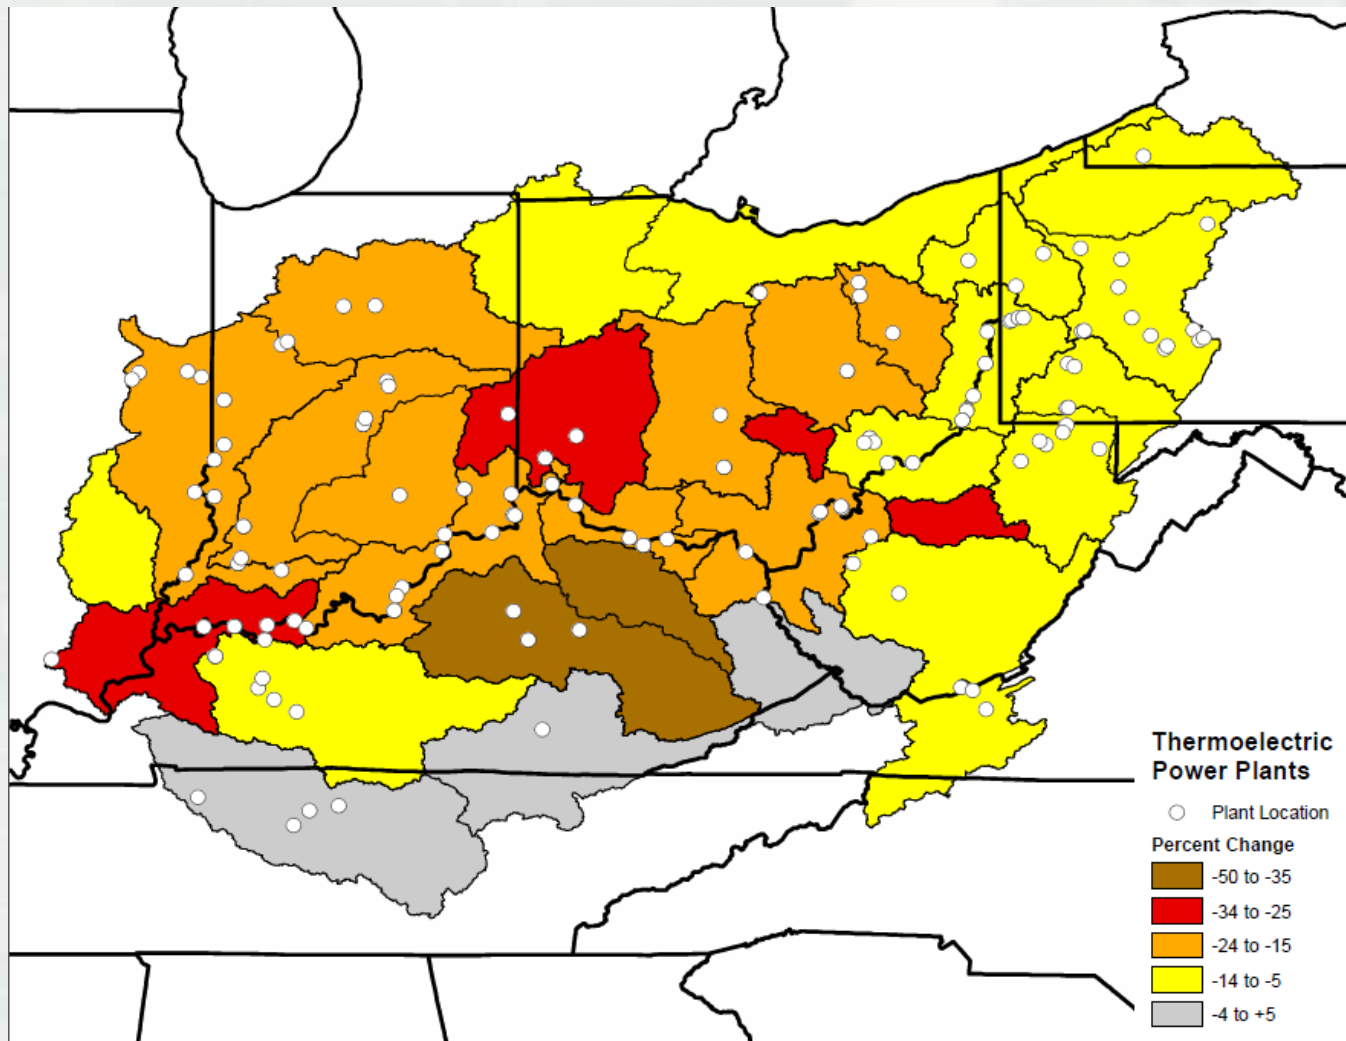 Thermoelectric
Power Plants
Plant Location
Percent Change
-50 to -35
-34 to -25
-24 to -15
-14 to -5
-4 to +5